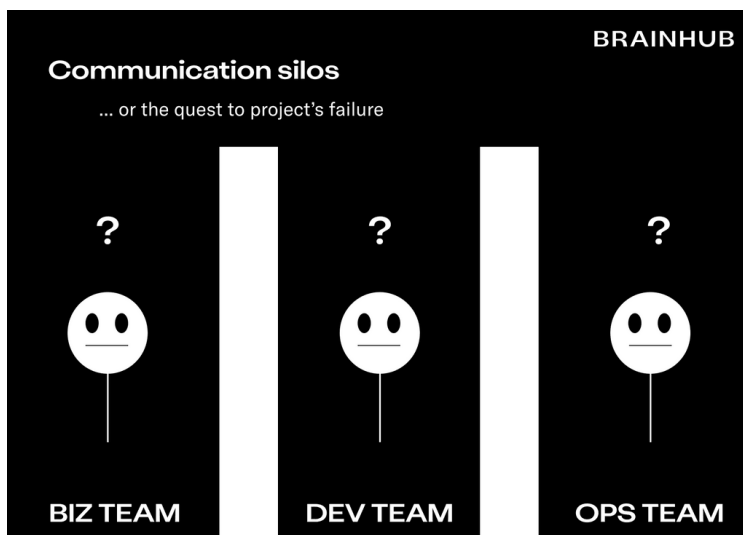 BRAINHUB
Communication silos
... or the quest to project’s failure
? ? ?
BIZ TEAM DEV TEAM OPS TEAM